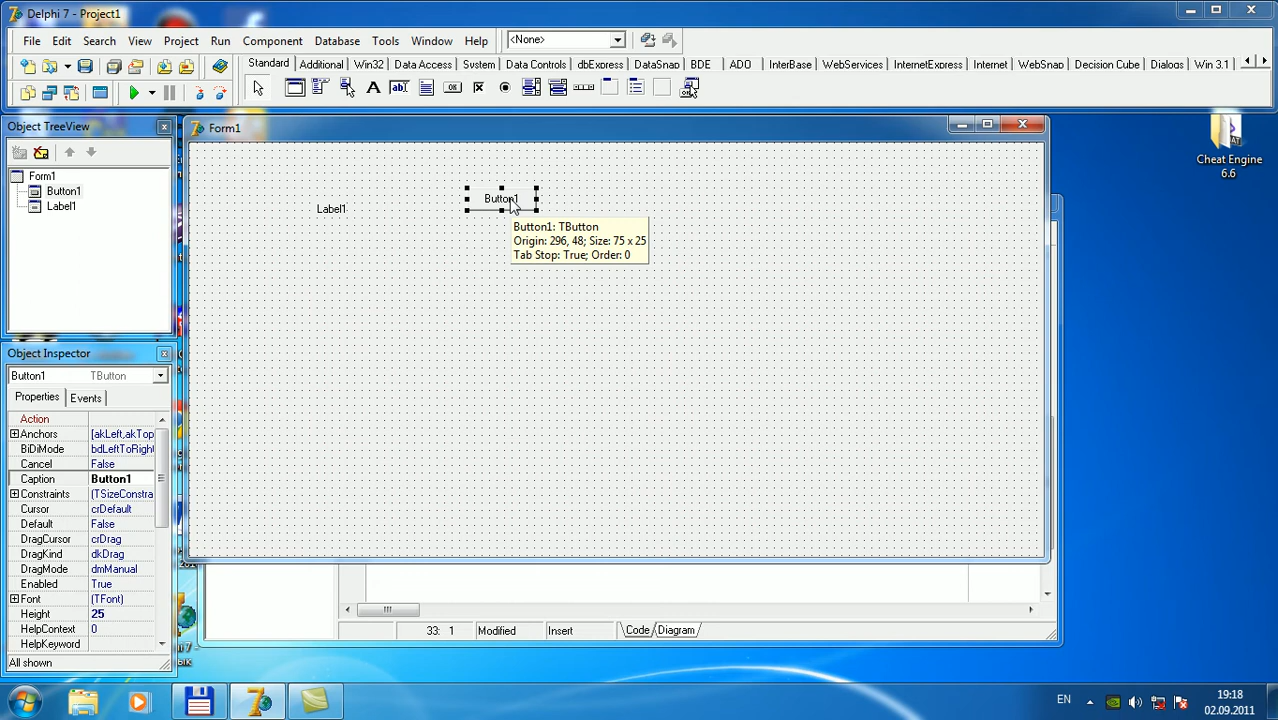 Delphi 7 - Project1
File Edit Search View Project Run Component Database Tools Window Help <None>
Standard Additional Win32 Data Access System Data Controls dbExpress DataSnap BDE ADO InterBase WebServices InternetExpress Internet WebSnap Decision Cube Dialogs Win 3.1
Object TreeView
Form1
Button1
Label1
Form1
Label1
Button1
Button1: TButton
Origin: 296, 48; Size: 75 x 25
Tab Stop: True; Order: 0
Cheat Engine
6.6
Object Inspector
Button1 TButton
Properties Events
Action
Anchors [akLeft,akTop
BiDiMode bdLeftToRigh
Cancel False
Caption Button1
Constraints (TSizeConstra
Cursor crDefault
Default False
DragCursor crDrag
DragKind dkDrag
DragMode dmManual
Enabled True
Font (TFont)
Height 25
HelpContext 0
HelpKeyword
All shown
33: 1 Modified Insert Code Diagram
EN
19:18
02.09.2011